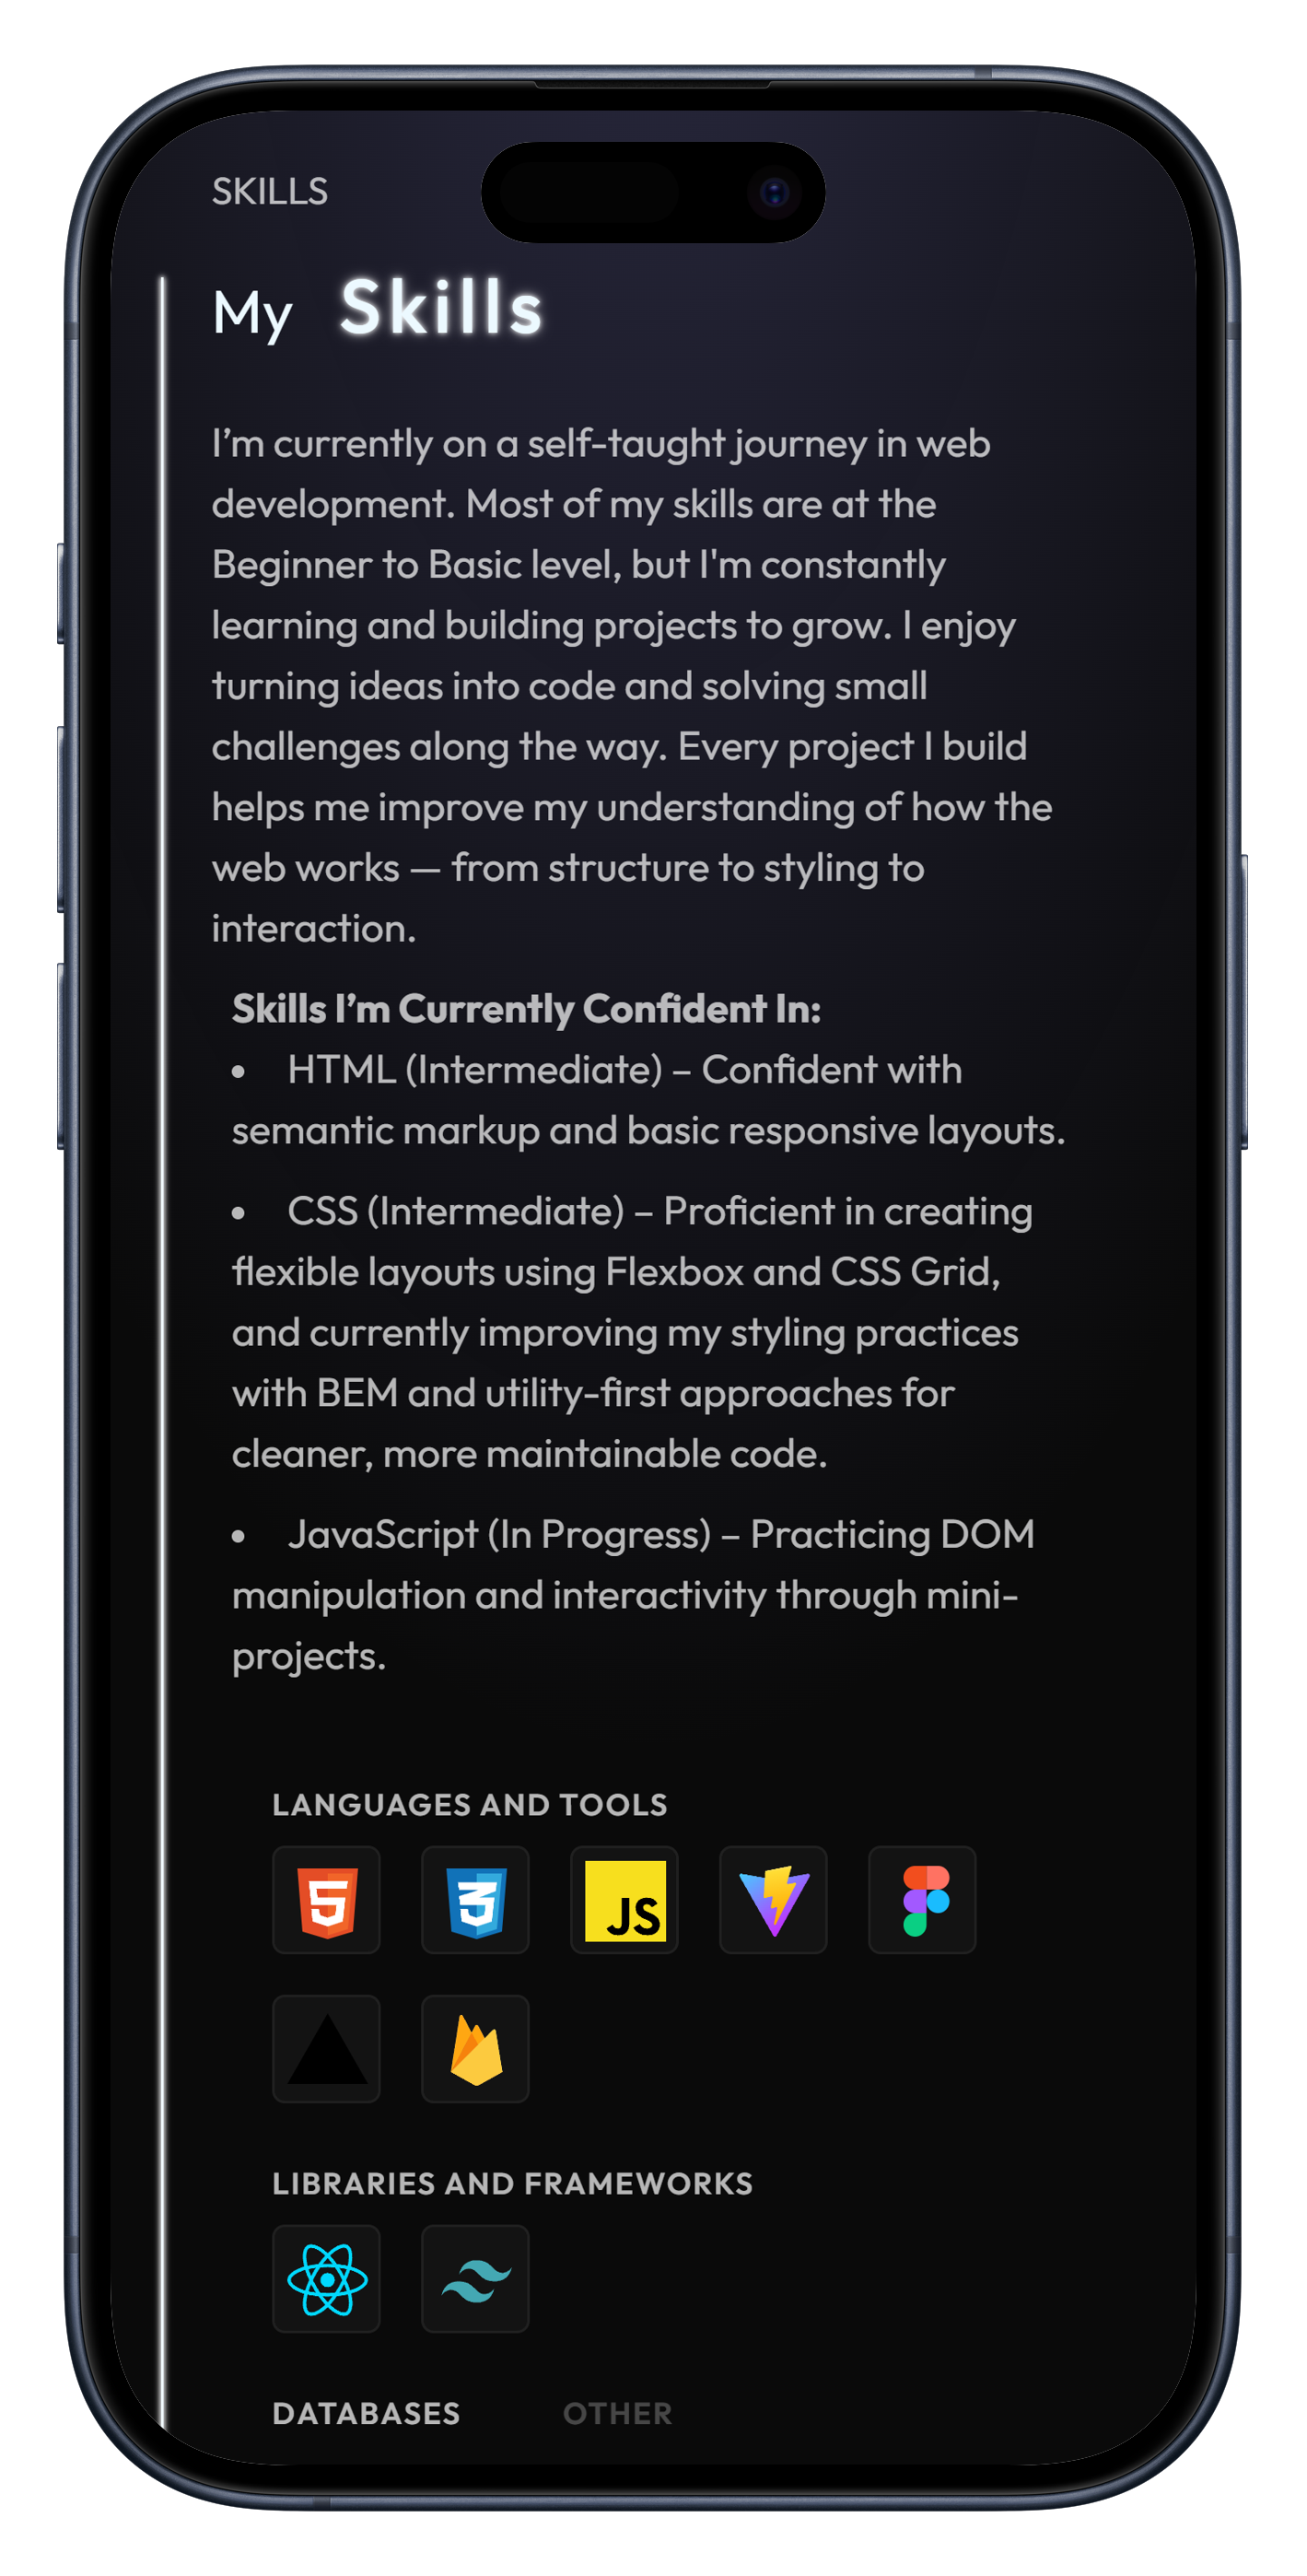 SKILLS
My Skills
I’m currently on a self-taught journey in web
development. Most of my skills are at the
Beginner to Basic level, but I'm constantly
learning and building projects to grow. I enjoy
turning ideas into code and solving small
challenges along the way. Every project I build
helps me improve my understanding of how the
web works — from structure to styling to
interaction.
Skills I’m Currently Confident In:
• HTML (Intermediate) – Confident with
semantic markup and basic responsive layouts.
• CSS (Intermediate) – Proficient in creating
flexible layouts using Flexbox and CSS Grid,
and currently improving my styling practices
with BEM and utility-first approaches for
cleaner, more maintainable code.
• JavaScript (In Progress) – Practicing DOM
manipulation and interactivity through mini-
projects.
LANGUAGES AND TOOLS
5 3 JS
LIBRARIES AND FRAMEWORKS
DATABASES OTHER